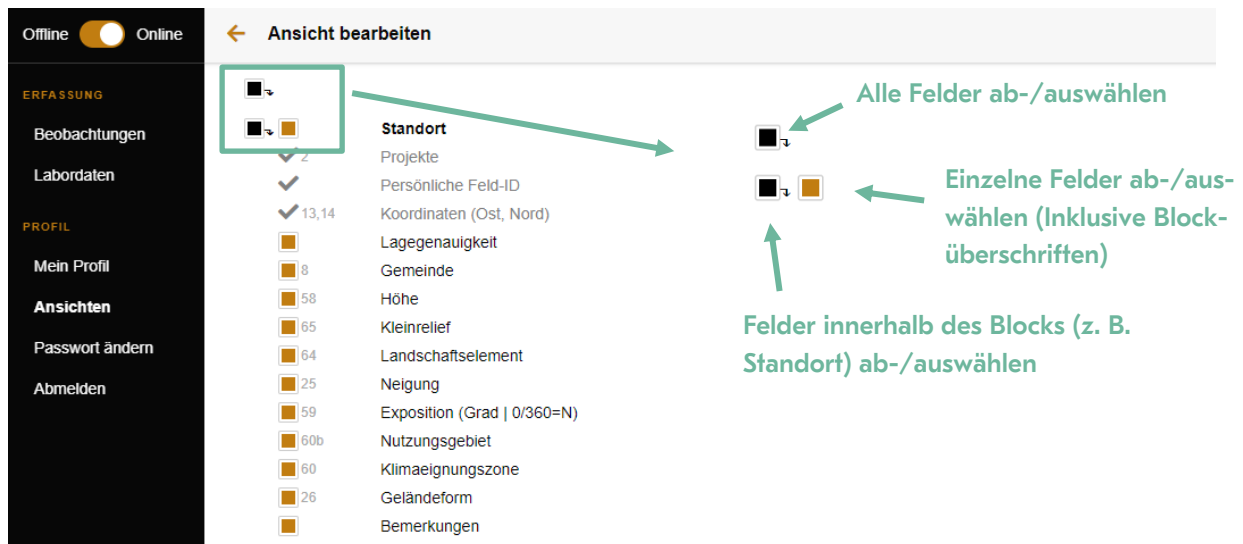 Offline Online
Ansicht bearbeiten
ERFASSUNG
Beobachtungen
Labordaten
PROFIL
Mein Profil
Ansichten
Passwort ändern
Abmelden
Standort
2 Projekte
Persönliche Feld-ID
13,14 Koordinaten (Ost, Nord)
Lagegenauigkeit
8 Gemeinde
58 Höhe
65 Kleinrelief
64 Landschaftselement
25 Neigung
59 Exposition (Grad | 0/360=N)
60b Nutzungsgebiet
60 Klimaeignungszone
26 Geländeform
Bemerkungen
Alle Felder ab-/auswählen
Einzelne Felder ab-/aus-
wählen (Inklusive Block-
überschriften)
Felder innerhalb des Blocks (z. B.
Standort) ab-/auswählen